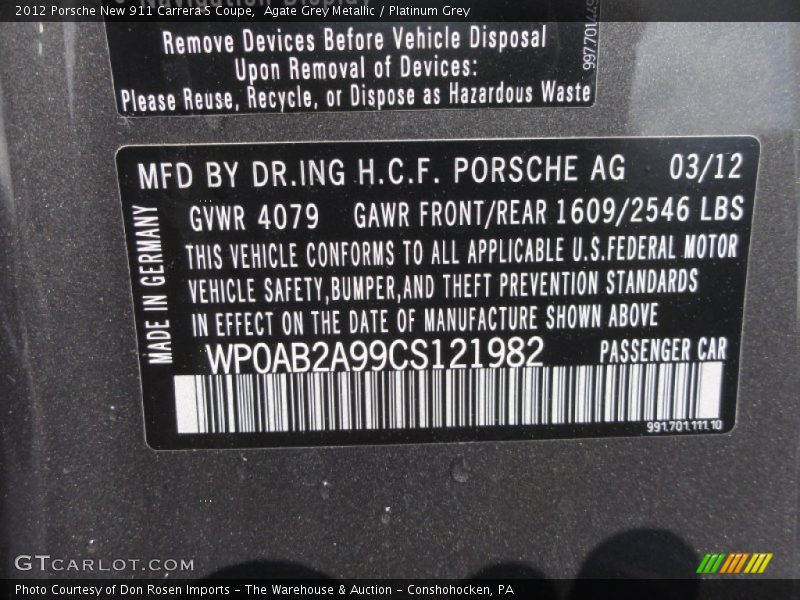 2012 Porsche New 911 Carrera S Coupe,  Agate Grey Metallic / Platinum Grey
Remove Devices Before Vehicle Disposal
Upon Removal of Devices:
Please Reuse, Recycle, or Dispose as Hazardous Waste
MFD BY DR.ING H.C.F. PORSCHE AG 03/12
GVWR 4079 GAWR FRONT/REAR 1609/2546 LBS
THIS VEHICLE CONFORMS TO ALL APPLICABLE U.S.FEDERAL MOTOR
VEHICLE SAFETY,BUMPER,AND THEFT PREVENTION STANDARDS
IN EFFECT ON THE DATE OF MANUFACTURE SHOWN ABOVE
MADE IN GERMANY
WP0AB2A99CS121982 PASSENGER CAR
991.701.111.10
GTCARLOT.COM
Photo Courtesy of Don Rosen Imports – The Warehouse & Auction – Conshohocken, PA